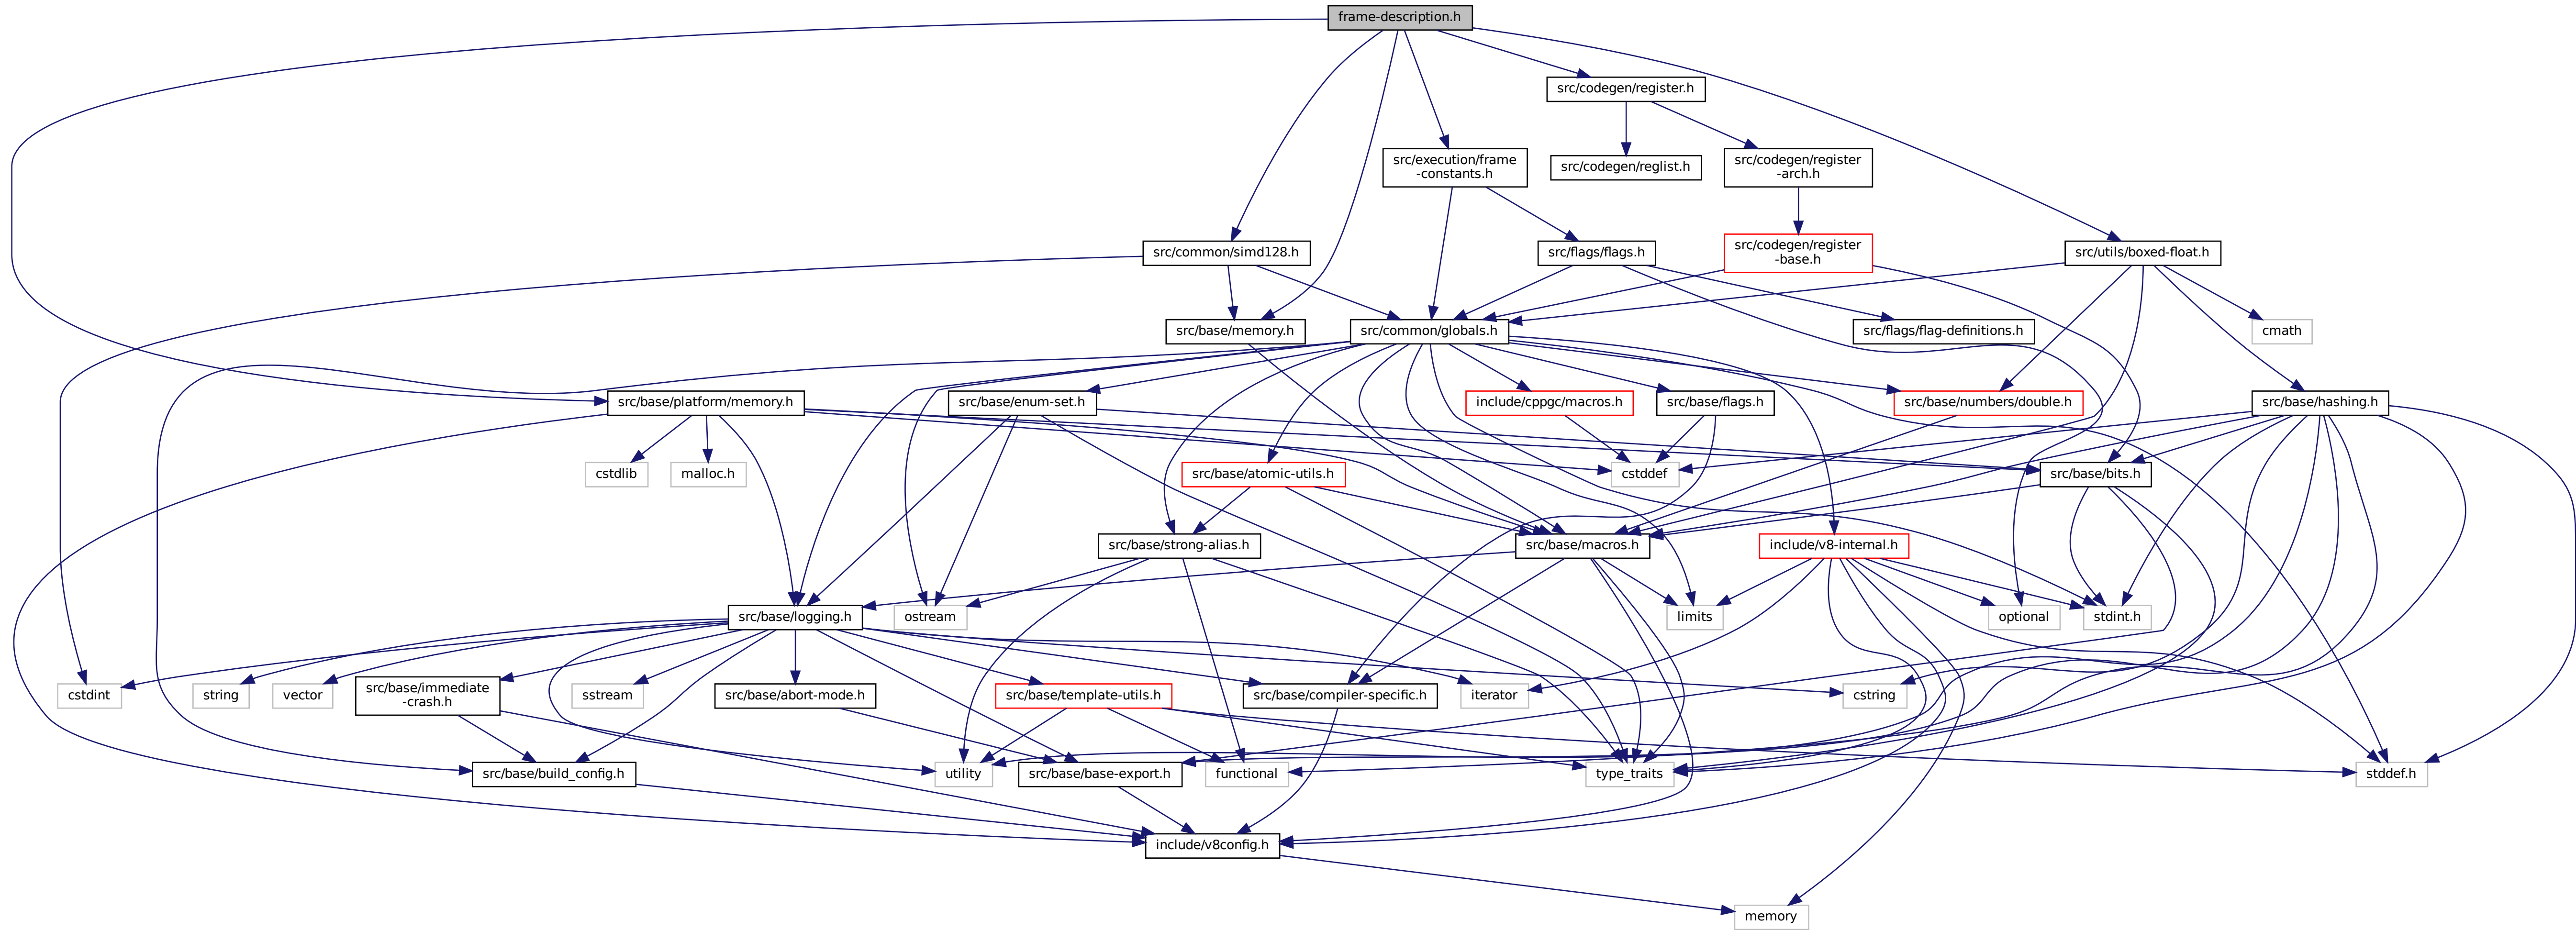 frame-description.h
src/codegen/register.h
src/execution/frame
-constants.h
src/codegen/reglist.h
src/codegen/register
-arch.h
src/common/simd128.h
src/flags/flags.h
src/codegen/register
-base.h
src/utils/boxed-float.h
src/base/memory.h
src/common/globals.h
src/flags/flag-definitions.h
cmath
src/base/platform/memory.h
src/base/enum-set.h
include/cppgc/macros.h
src/base/flags.h
src/base/numbers/double.h
src/base/hashing.h
cstdlib
malloc.h
src/base/atomic-utils.h
cstddef
src/base/bits.h
src/base/strong-alias.h
src/base/macros.h
include/v8-internal.h
src/base/logging.h
ostream
limits
optional
stdint.h
cstdint
string
vector
src/base/immediate
-crash.h
sstream
src/base/abort-mode.h
src/base/template-utils.h
src/base/compiler-specific.h
iterator
cstring
src/base/build_config.h
utility
src/base/base-export.h
functional
type_traits
stddef.h
include/v8config.h
memory